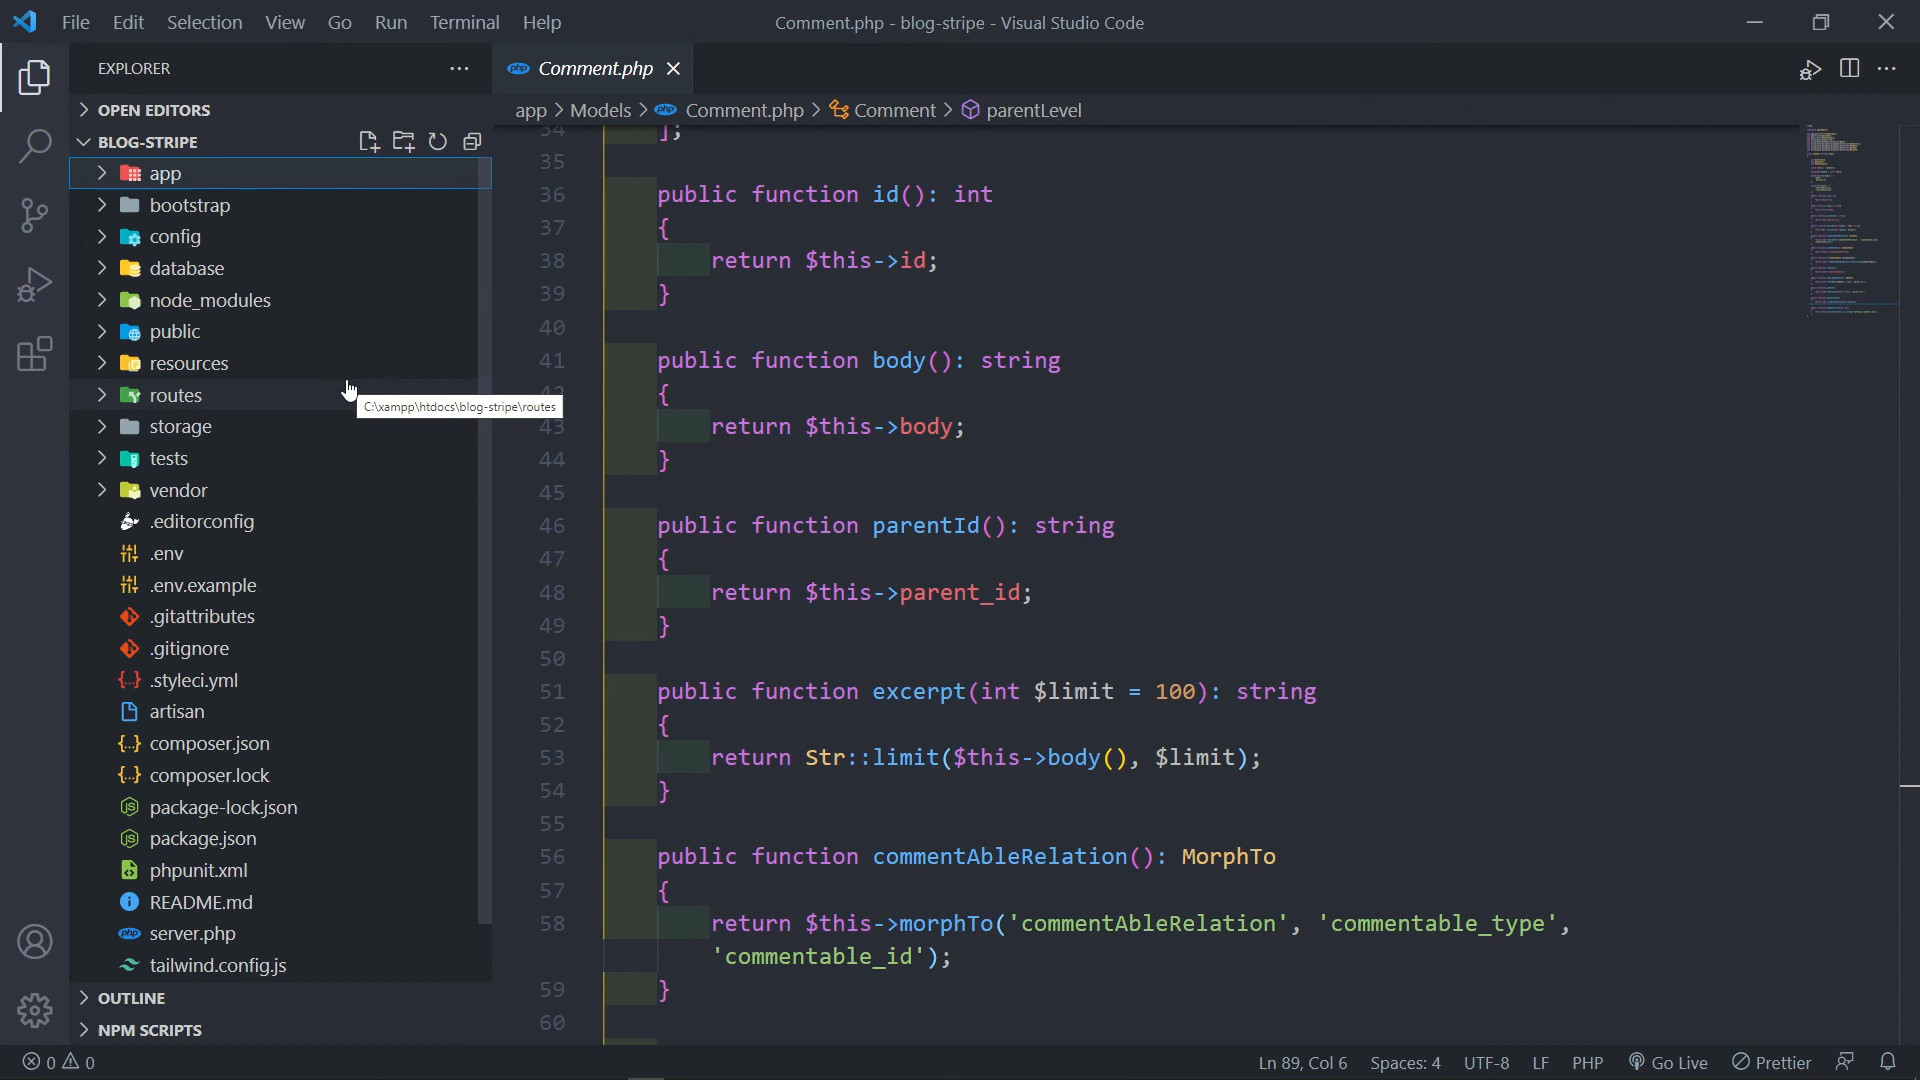 File Edit Selection View Go Run Terminal Help
Comment.php - blog-stripe - Visual Studio Code
EXPLORER
Comment.php
OPEN EDITORS
app > Models > Comment.php > Comment > parentLevel
BLOG-STRIPE
app
bootstrap
config
database
node_modules
public
resources
routes
C:\xampp\htdocs\blog-stripe\routes
storage
tests
vendor
.editorconfig
.env
.env.example
.gitattributes
.gitignore
.styleci.yml
artisan
composer.json
composer.lock
package-lock.json
package.json
phpunit.xml
README.md
server.php
tailwind.config.js
OUTLINE
NPM SCRIPTS
34 ];
35
36 public function id(): int
37 {
38 return $this->id;
39 }
40
41 public function body(): string
42 {
43 return $this->body;
44 }
45
46 public function parentId(): string
47 {
48 return $this->parent_id;
49 }
50
51 public function excerpt(int $limit = 100): string
52 {
53 return Str::limit($this->body(), $limit);
54 }
55
56 public function commentAbleRelation(): MorphTo
57 {
58 return $this->morphTo('commentAbleRelation', 'commentable_type',
'commentable_id');
59 }
60
0 0
Ln 89, Col 6 Spaces: 4 UTF-8 LF PHP Go Live Prettier